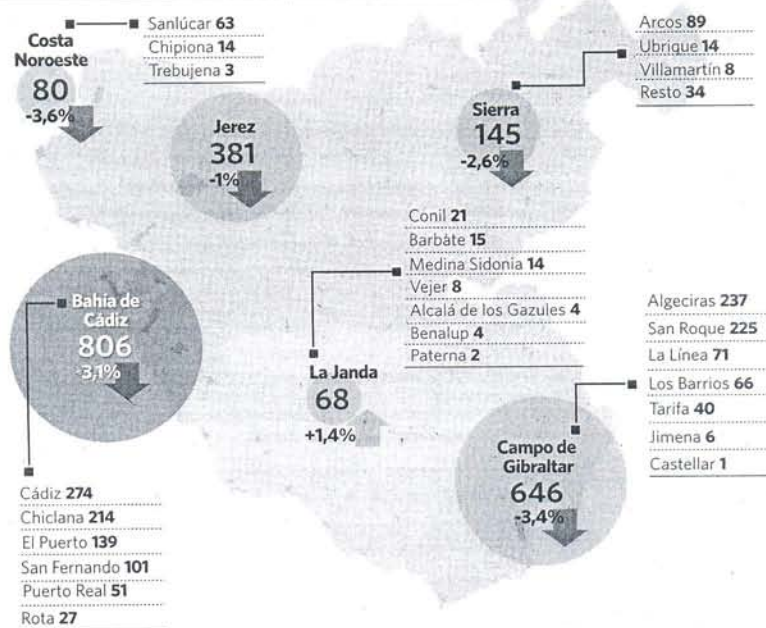 Costa
Noroeste
80
-3,6%
Sanlúcar 63
Chipiona 14
Trebujena 3
Jerez
381
-1%
Sierra
145
-2,6%
Arcos 89
Ubrique 14
Villamartín 8
Resto 34
Bahía de
Cádiz
806
-3,1%
Cádiz 274
Chiclana 214
El Puerto 139
San Fernando 101
Puerto Real 51
Rota 27
La Janda
68
+1,4%
Conil 21
Barbate 15
Medina Sidonia 14
Vejer 8
Alcalá de los Gazules 4
Benalup 4
Paterna 2
Campo de
Gibraltar
646
-3,4%
Algeciras 237
San Roque 225
La Línea 71
Los Barrios 66
Tarifa 40
Jimena 6
Castellar 1